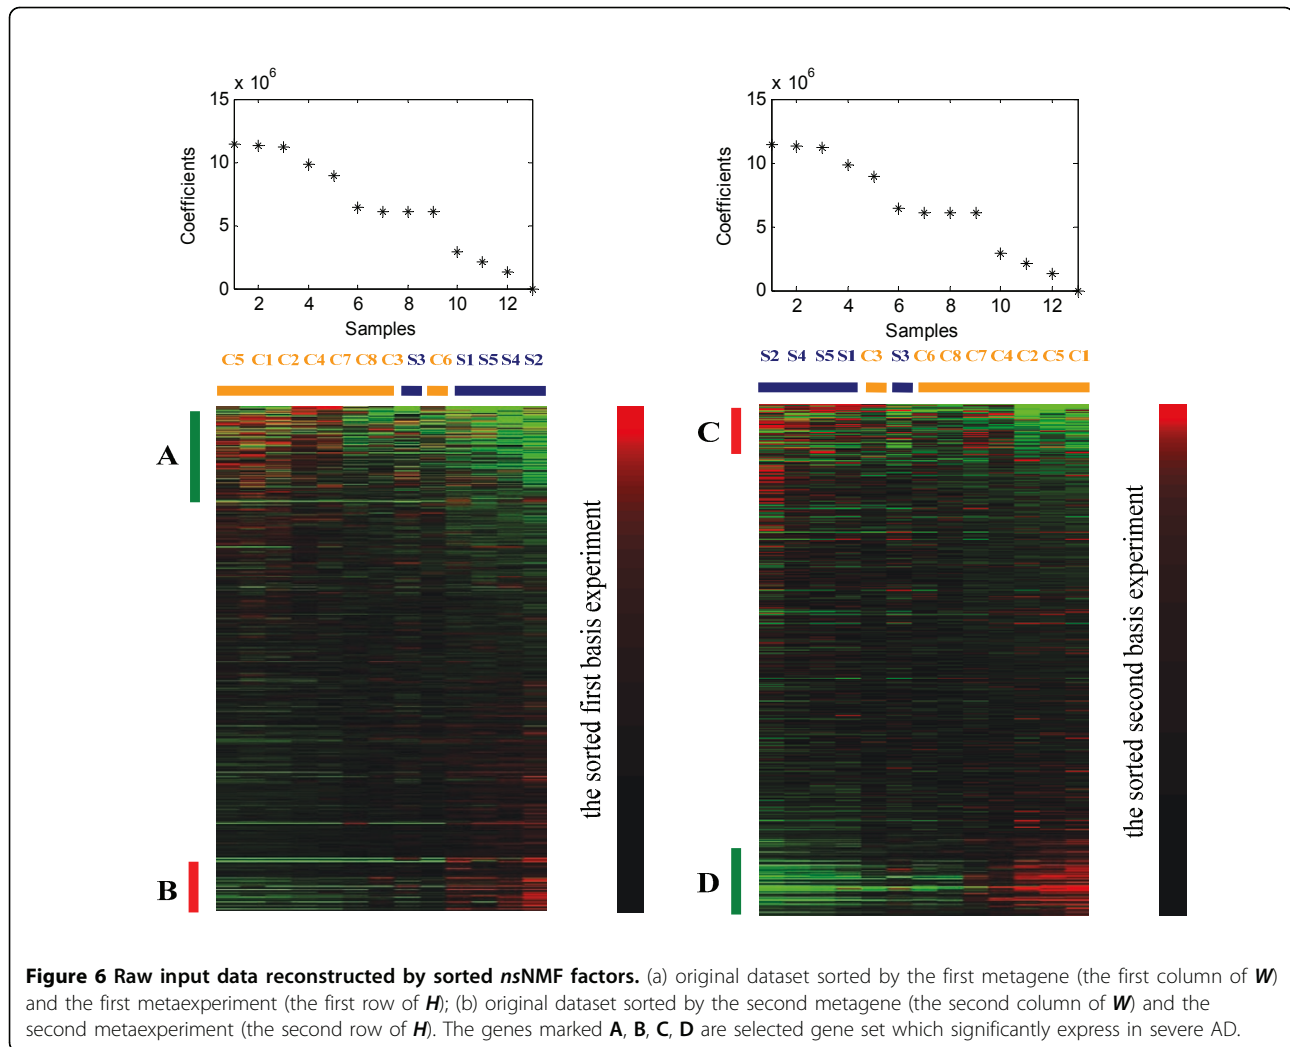 x 10^6
15
10
5
0
Coefficients
2 4 6 8 10 12
Samples
C5 C1 C2 C4 C7 C8 C3 S3 C6 S1 S5 S4 S2
A
B
the sorted first basis experiment
x 10^6
15
10
5
0
Coefficients
2 4 6 8 10 12
Samples
S2 S4 S5 S1 C3 S3 C6 C8 C7 C4 C2 C5 C1
C
D
the sorted second basis experiment
Figure 6 Raw input data reconstructed by sorted nsNMF factors. (a) original dataset sorted by the first metagene (the first column of W)
and the first metaexperiment (the first row of H); (b) original dataset sorted by the second metagene (the second column of W) and the
second metaexperiment (the second row of H). The genes marked A, B, C, D are selected gene set which significantly express in severe AD.